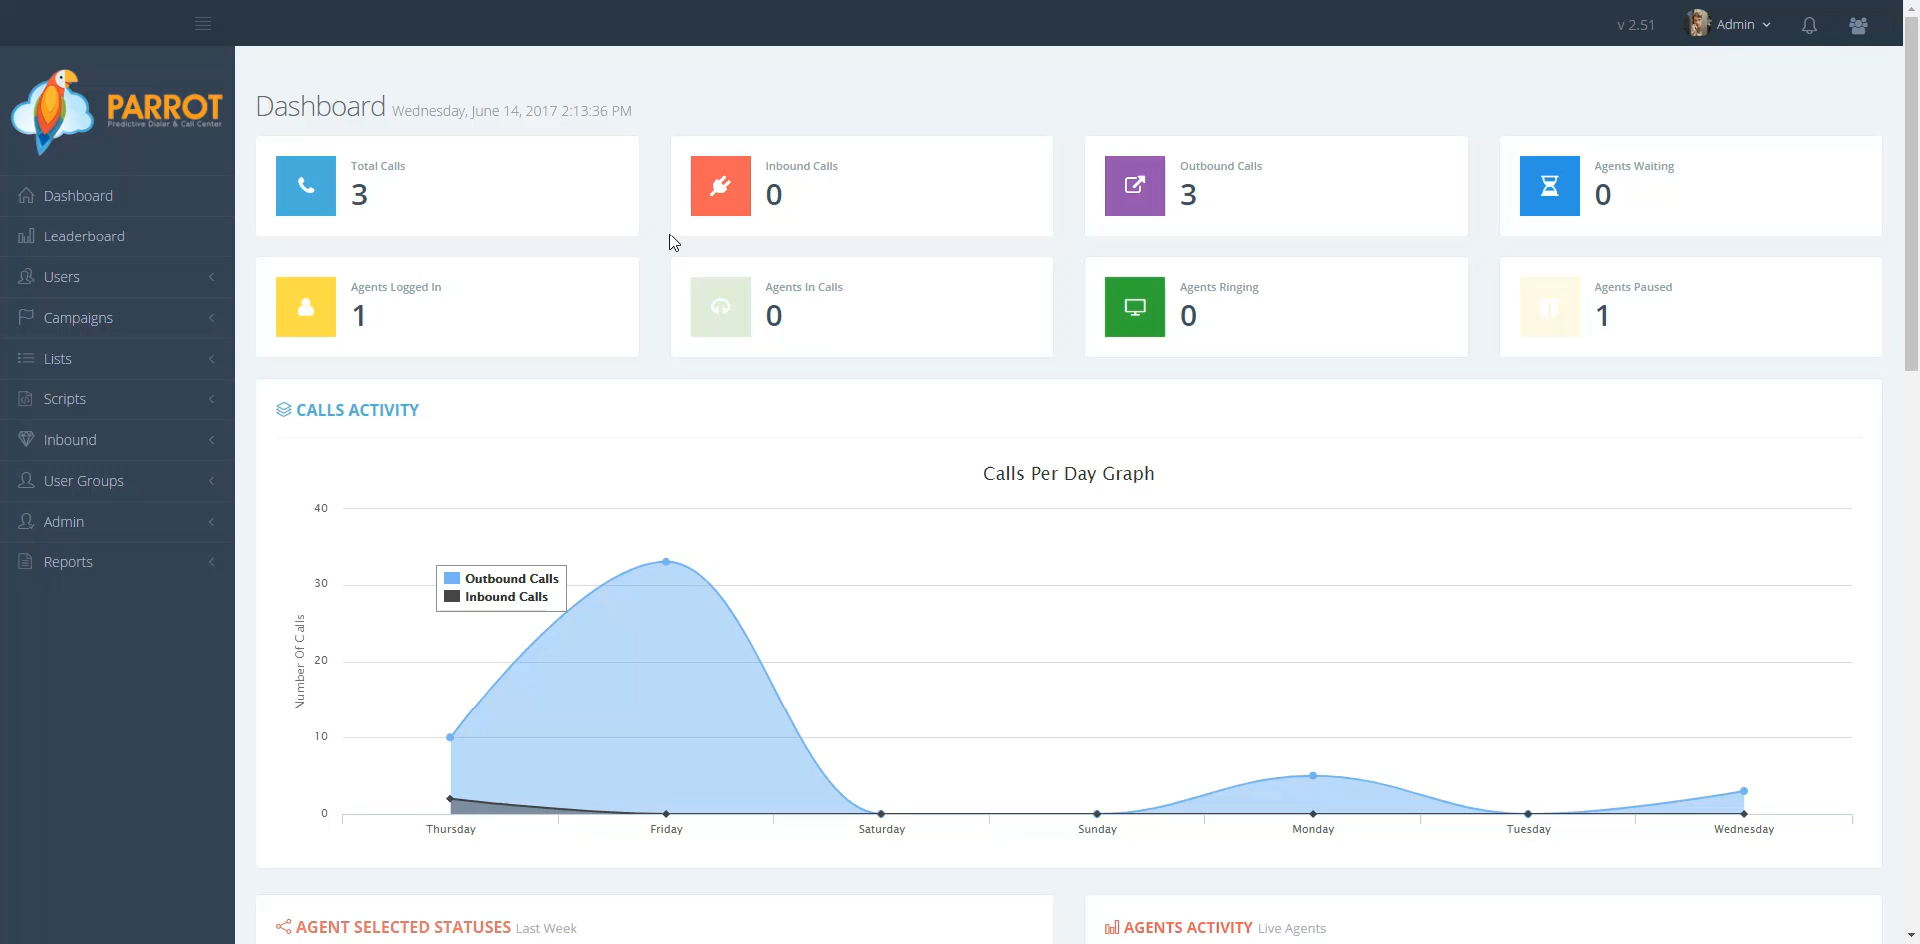 v 2.51
Admin
PARROT
Predictive Dialer & Call Center
Dashboard
Leaderboard
Users
Campaigns
Lists
Scripts
Inbound
User Groups
Admin
Reports
Dashboard Wednesday, June 14, 2017 2:13:36 PM
Total Calls
3
Inbound Calls
0
Outbound Calls
3
Agents Waiting
0
Agents Logged In
1
Agents In Calls
0
Agents Ringing
0
Agents Paused
1
CALLS ACTIVITY
Calls Per Day Graph
Number Of Calls
40
30
20
10
0
Outbound Calls
Inbound Calls
Thursday
Friday
Saturday
Sunday
Monday
Tuesday
Wednesday
AGENT SELECTED STATUSES Last Week
AGENTS ACTIVITY Live Agents